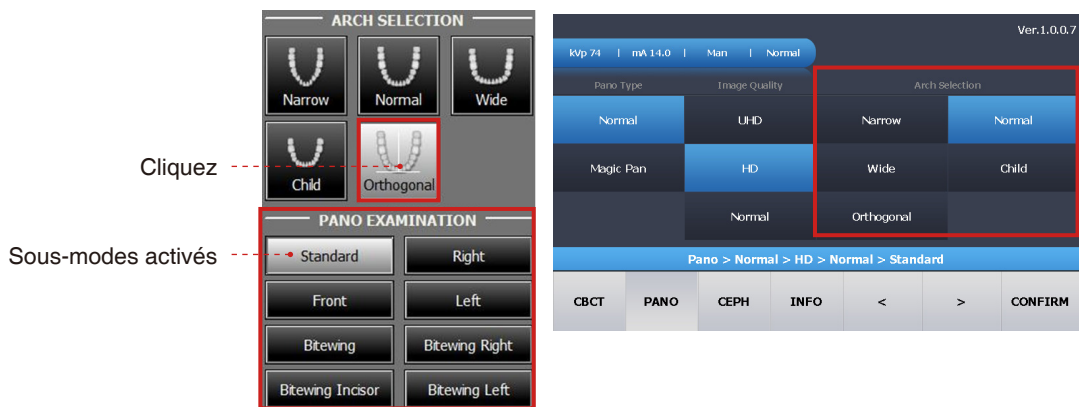 ARCH SELECTION
Narrow
Normal
Wide
Child
Orthogonal
Cliquez
PANO EXAMINATION
Sous-modes activés
Standard
Right
Front
Left
Bitewing
Bitewing Right
Bitewing Incisor
Bitewing Left
Ver.1.0.0.7
kVp 74 | mA 14.0 | Man | Normal
Pano Type
Image Quality
Arch Selection
Normal
UHD
Narrow
Normal
Magic Pan
HD
Wide
Child
Normal
Orthogonal
Pano > Normal > HD > Normal > Standard
CBCT
PANO
CEPH
INFO
<
>
CONFIRM